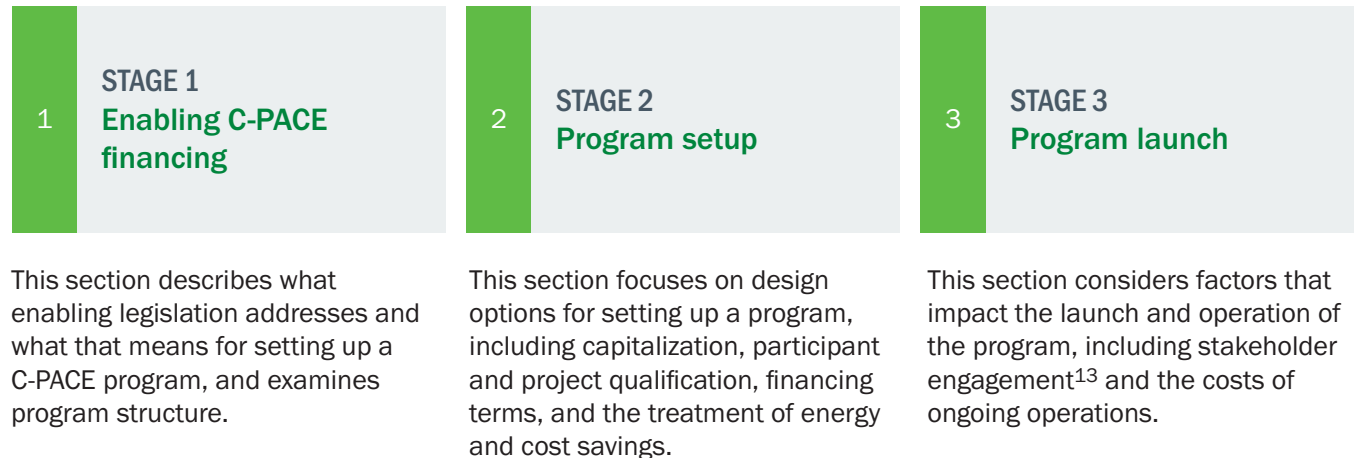 1
STAGE 1
Enabling C-PACE
financing
This section describes what
enabling legislation addresses and
what that means for setting up a
C-PACE program, and examines
program structure.
2
STAGE 2
Program setup
This section focuses on design
options for setting up a program,
including capitalization, participant
and project qualification, financing
terms, and the treatment of energy
and cost savings.
3
STAGE 3
Program launch
This section considers factors that
impact the launch and operation of
the program, including stakeholder
engagement13 and the costs of
ongoing operations.